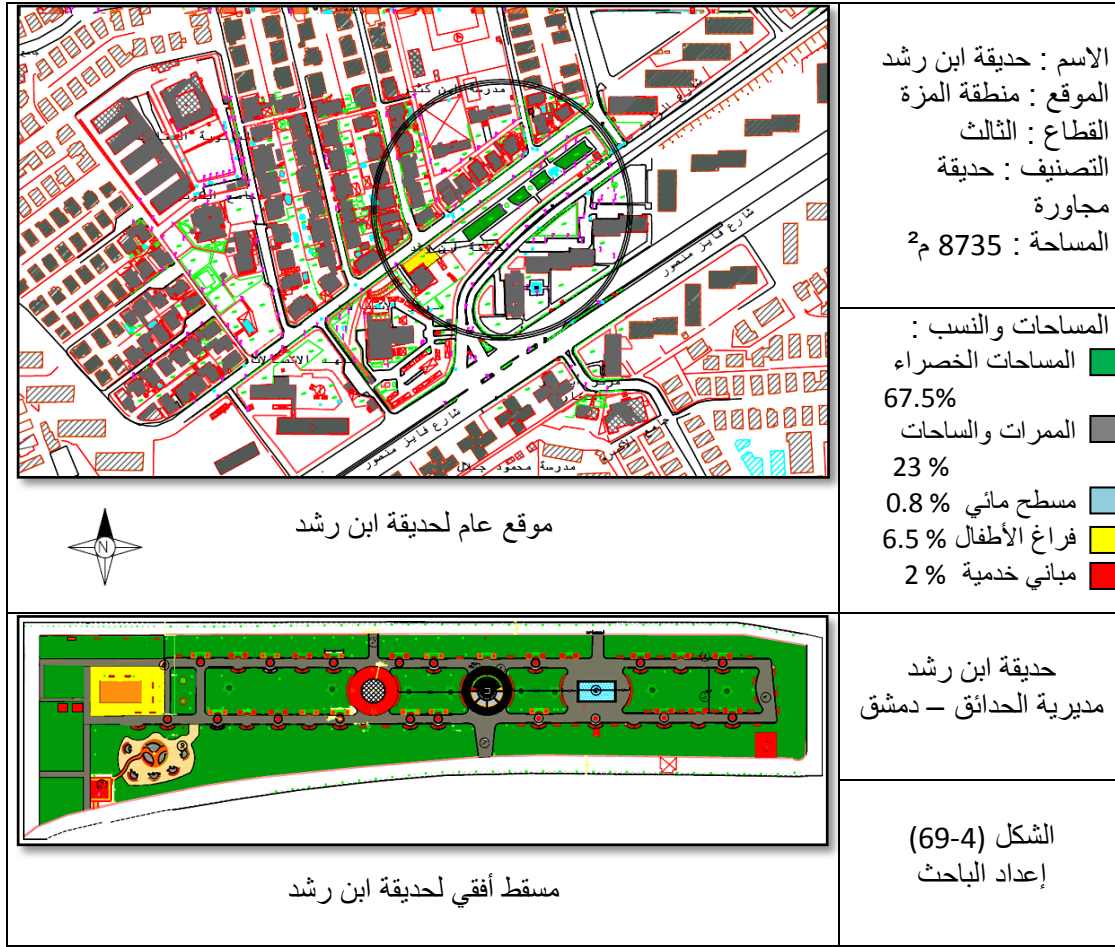 الاسم : حديقة ابن رشد
الموقع : منطقة المزة
القطاع : الثالث
التصنيف : حديقة
مجاورة
المساحة : 8735 م²
المساحات والنسب :
المساحات الخصراء
67.5%
الممرات والساحات
23 %
مسطح مائي % 0.8
فراغ الأطفال % 6.5
مباني خدمية % 2
شارع فايز منصور
شارع فايز منصور
مدرسة محمود جلال
N
موقع عام لحديقة ابن رشد
حديقة ابن رشد
مديرية الحدائق – دمشق
مسقط أفقي لحديقة ابن رشد
الشكل (4-69)
إعداد الباحث